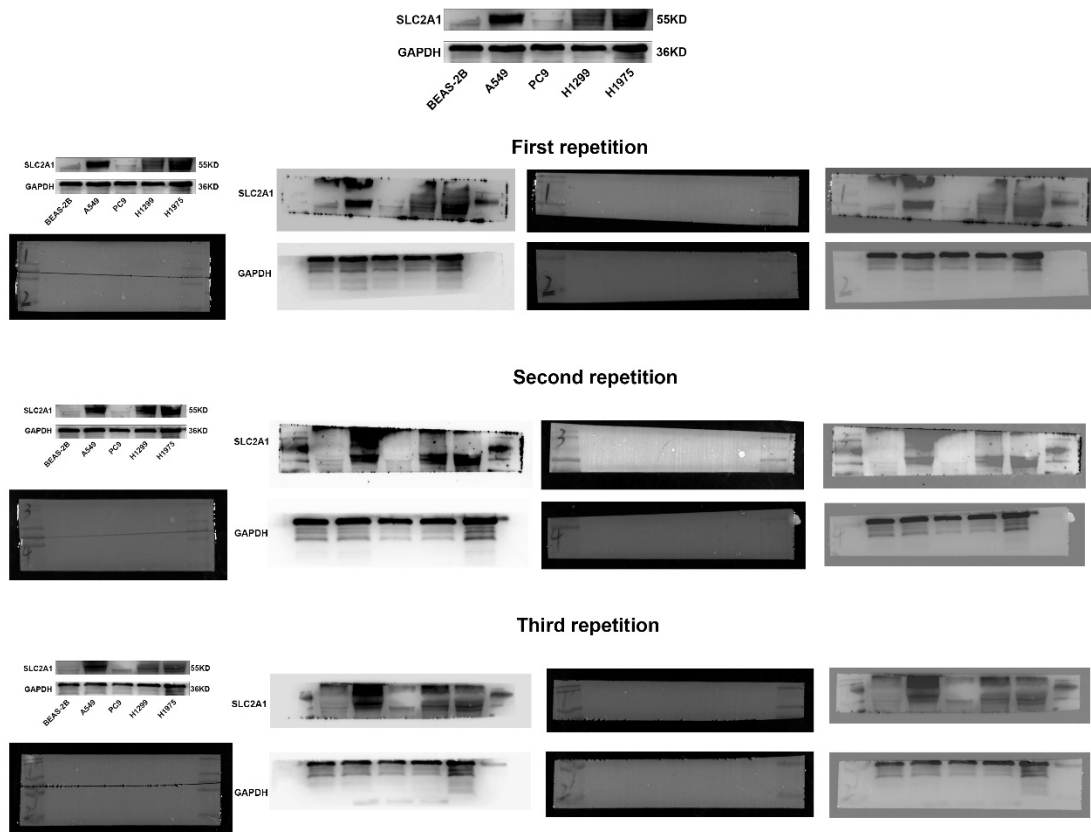 SLC2A1 55KD
GAPDH 36KD
BEAS-2B A549 PC9 H1299 H1975
First repetition
SLC2A1 55KD
GAPDH 36KD
BEAS-2B A549 PC9 H1299 H1975
SLC2A1
GAPDH
1
2
1
2
1
2
Second repetition
SLC2A1 55KD
GAPDH 36KD
BEAS-2B A549 PC9 H1299 H1975
SLC2A1
GAPDH
3
4
3
4
3
4
Third repetition
SLC2A1 55KD
GAPDH 36KD
BEAS-2B A549 PC9 H1299 H1975
SLC2A1
GAPDH